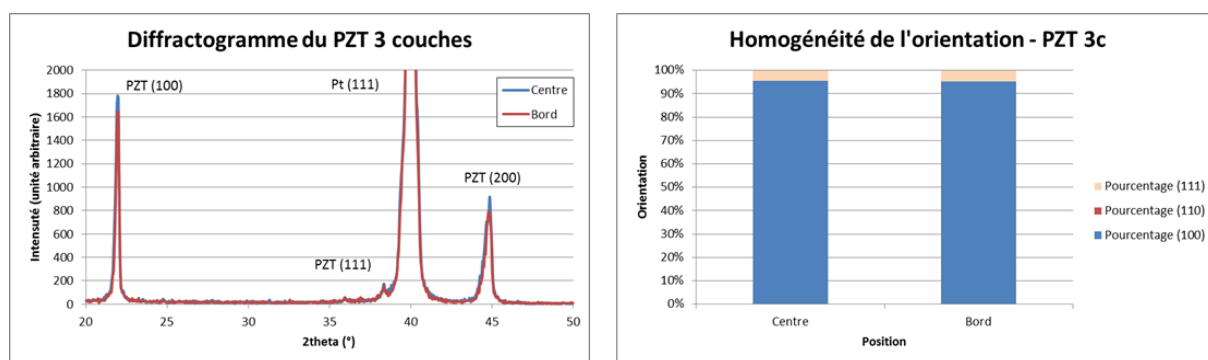 Diffractogramme du PZT 3 couches
Intensuté (unité arbitraire)
2000
1800
1600
1400
1200
1000
800
600
400
200
0
PZT (100)
Pt (111)
PZT (200)
PZT (111)
Centre
Bord
20
25
30
35
40
45
50
2theta (°)
Homogénéité de l'orientation - PZT 3c
Orientation
100%
90%
80%
70%
60%
50%
40%
30%
20%
10%
0%
Centre
Bord
Position
Pourcentage (111)
Pourcentage (110)
Pourcentage (100)